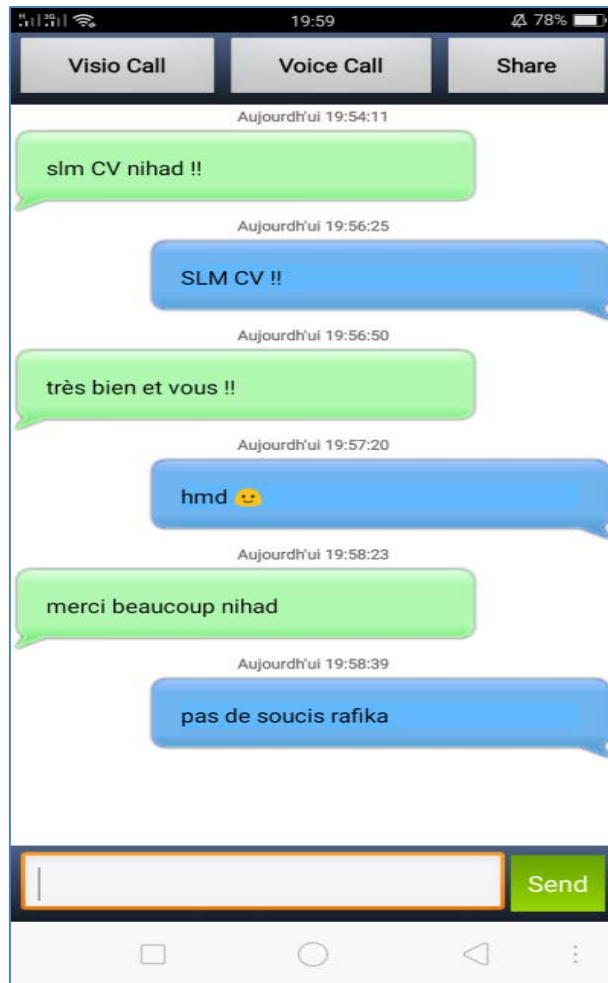 H 3G 19:59 78%
Visio Call Voice Call Share
Aujourd'hui 19:54:11
slm CV nihad !!
Aujourd'hui 19:56:25
SLM CV !!
Aujourd'hui 19:56:50
très bien et vous !!
Aujourd'hui 19:57:20
hmd 🙂
Aujourd'hui 19:58:23
merci beaucoup nihad
Aujourd'hui 19:58:39
pas de soucis rafika
Send